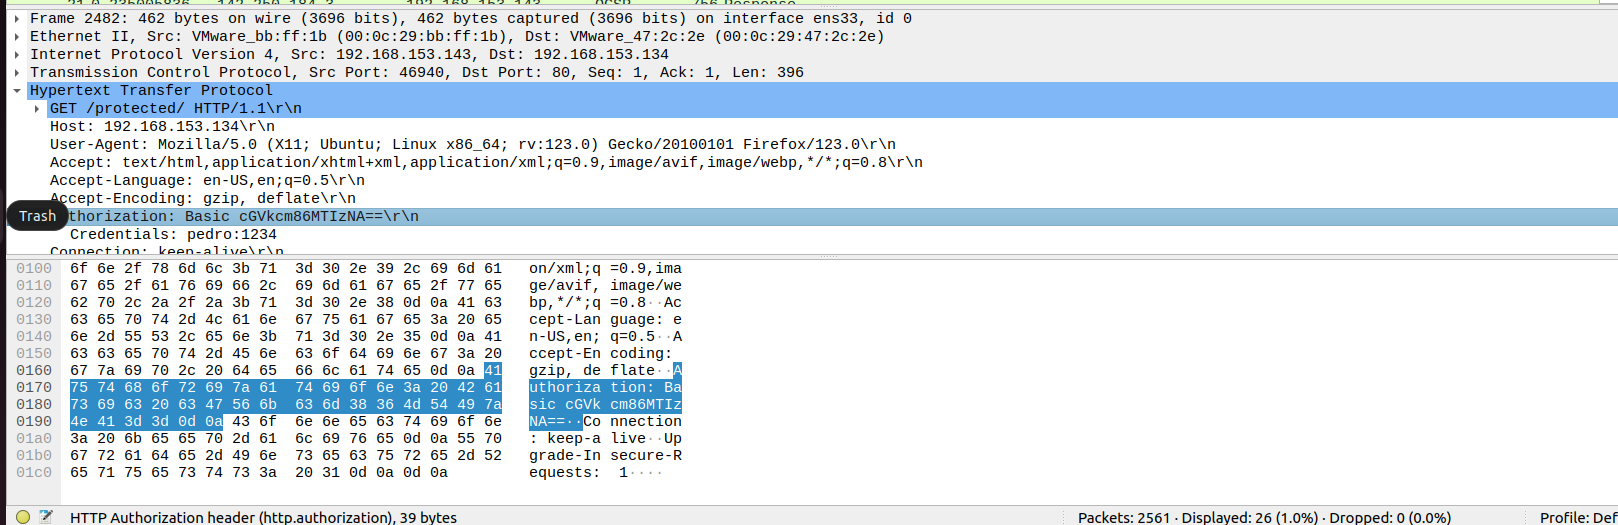 21 0.235005836 142.250.184.3 192.168.153.143 OCSP 756 Response
Frame 2482: 462 bytes on wire (3696 bits), 462 bytes captured (3696 bits) on interface ens33, id 0
Ethernet II, Src: VMware_bb:ff:1b (00:0c:29:bb:ff:1b), Dst: VMware_47:2c:2e (00:0c:29:47:2c:2e)
Internet Protocol Version 4, Src: 192.168.153.143, Dst: 192.168.153.134
Transmission Control Protocol, Src Port: 46940, Dst Port: 80, Seq: 1, Ack: 1, Len: 396
Hypertext Transfer Protocol
GET /protected/ HTTP/1.1\r\n
Host: 192.168.153.134\r\n
User-Agent: Mozilla/5.0 (X11; Ubuntu; Linux x86_64; rv:123.0) Gecko/20100101 Firefox/123.0\r\n
Accept: text/html,application/xhtml+xml,application/xml;q=0.9,image/avif,image/webp,*/*;q=0.8\r\n
Accept-Language: en-US,en;q=0.5\r\n
Accept-Encoding: gzip, deflate\r\n
Trash thorization: Basic cGVkcm86MTIzNA==\r\n
Credentials: pedro:1234
Connection: keep-alive\r\n
0100 6f 6e 2f 78 6d 6c 3b 71 3d 30 2e 39 2c 69 6d 61 on/xml;q =0.9,ima
0110 67 65 2f 61 76 69 66 2c 69 6d 61 67 65 2f 77 65 ge/avif, image/we
0120 62 70 2c 2a 2f 2a 3b 71 3d 30 2e 38 0d 0a 41 63 bp,*/*;q =0.8··Ac
0130 63 65 70 74 2d 4c 61 6e 67 75 61 67 65 3a 20 65 cept-Lan guage: e
0140 6e 2d 55 53 2c 65 6e 3b 71 3d 30 2e 35 0d 0a 41 n-US,en; q=0.5··A
0150 63 63 65 70 74 2d 45 6e 63 6f 64 69 6e 67 3a 20 ccept-En coding:
0160 67 7a 69 70 2c 20 64 65 66 6c 61 74 65 0d 0a 41 gzip, de flate··A
0170 75 74 68 6f 72 69 7a 61 74 69 6f 6e 3a 20 42 61 uthoriza tion: Ba
0180 73 69 63 20 63 47 56 6b 63 6d 38 36 4d 54 49 7a sic cGVk cm86MTIz
0190 4e 41 3d 3d 0d 0a 43 6f 6e 6e 65 63 74 69 6f 6e NA==··Co nnection
01a0 3a 20 6b 65 65 70 2d 61 6c 69 76 65 0d 0a 55 70 : keep-a live··Up
01b0 67 72 61 64 65 2d 49 6e 73 65 63 75 72 65 2d 52 grade-In secure-R
01c0 65 71 75 65 73 74 73 3a 20 31 0d 0a 0d 0a equests: 1····
HTTP Authorization header (http.authorization), 39 bytes Packets: 2561 · Displayed: 26 (1.0%) · Dropped: 0 (0.0%) Profile: Def